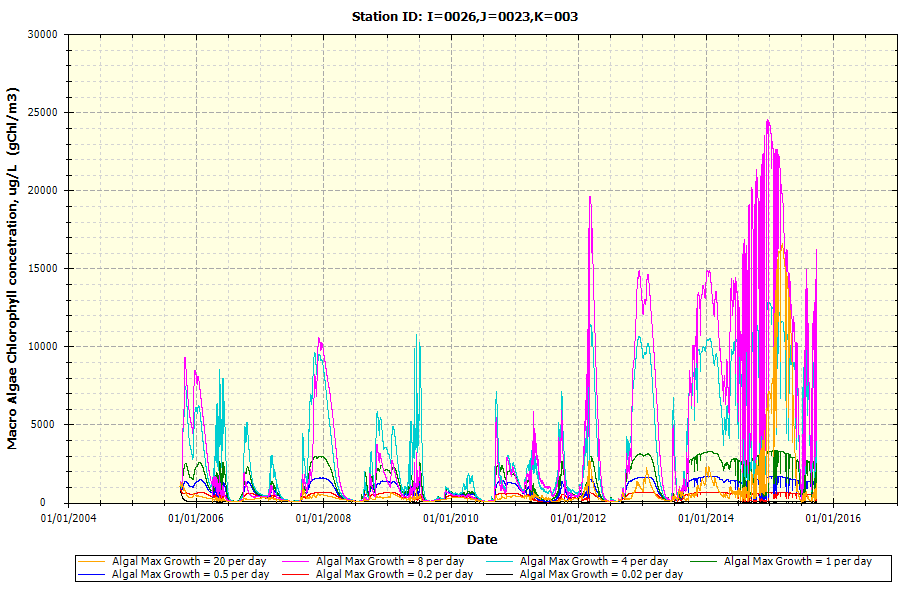 Station ID: I=0026,J=0023,K=003
30000
25000
20000
15000
10000
5000
0
Macro Algae Chlorophyll concetration, ug/L (gChl/m3)
01/01/2004 01/01/2006 01/01/2008 01/01/2010 01/01/2012 01/01/2014 01/01/2016
Date
Algal Max Growth = 20 per day Algal Max Growth = 8 per day Algal Max Growth = 4 per day Algal Max Growth = 1 per day
Algal Max Growth = 0.5 per day Algal Max Growth = 0.2 per day Algal Max Growth = 0.02 per day